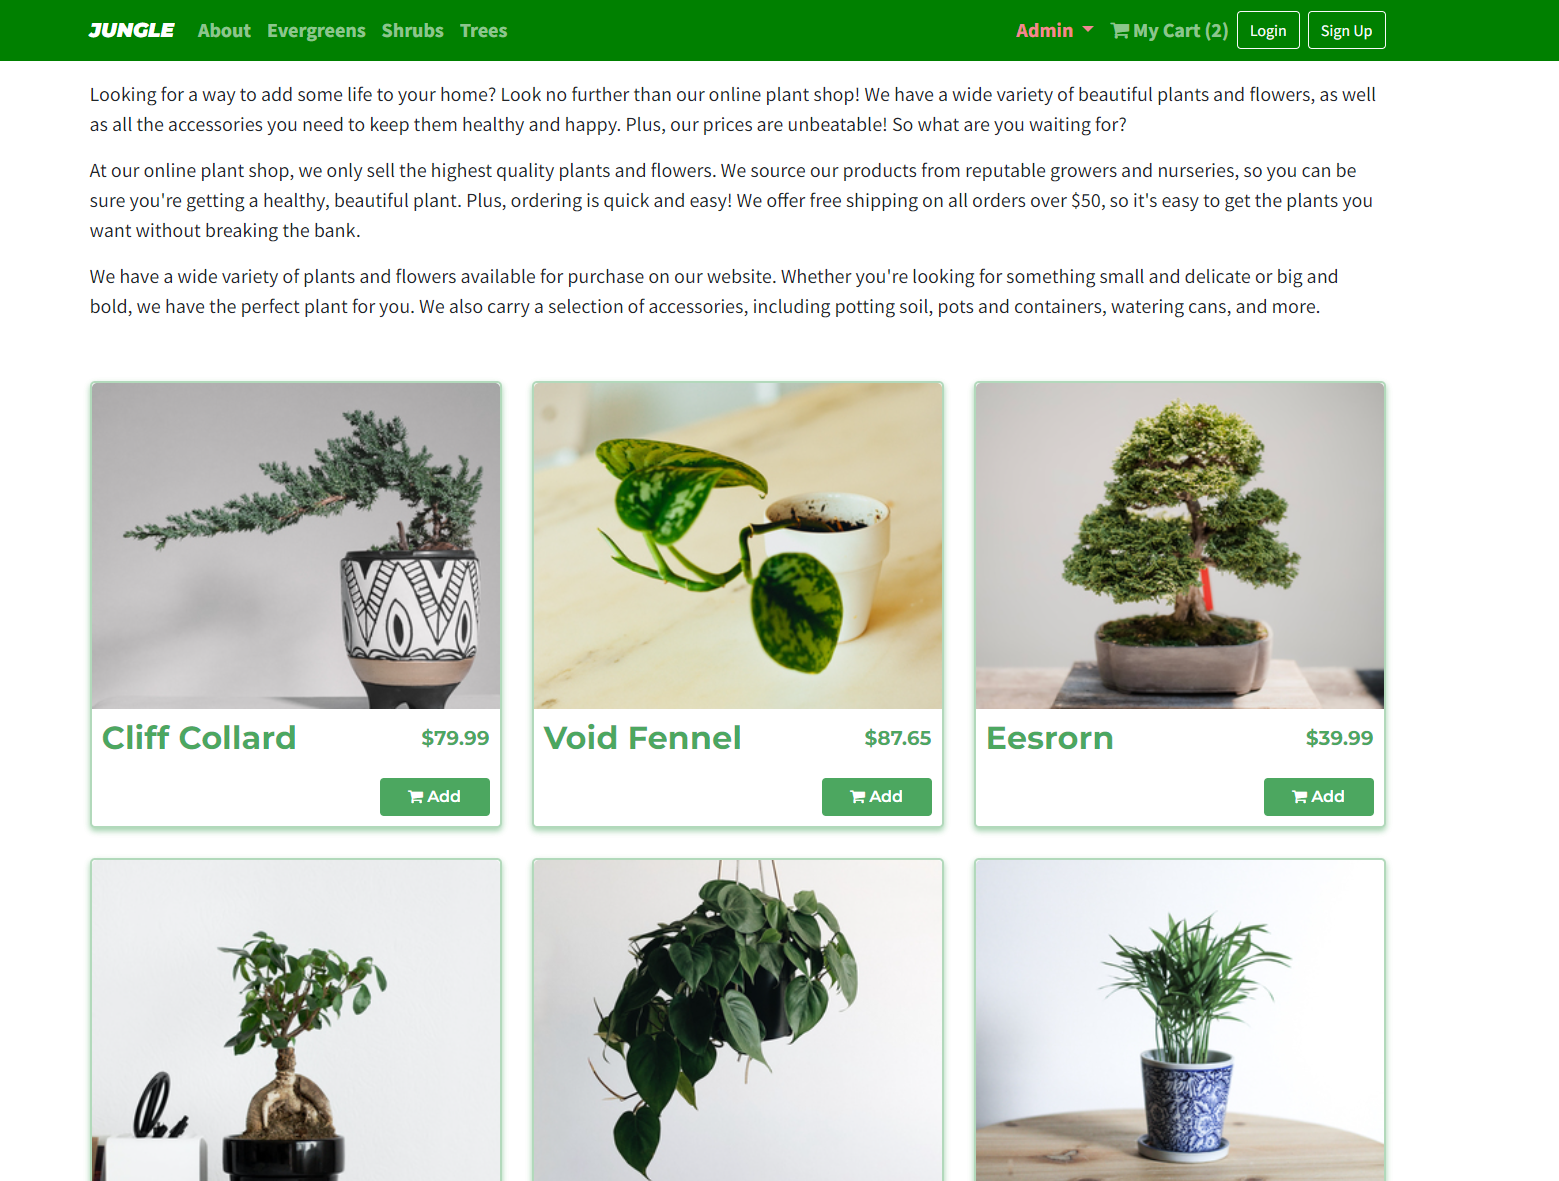 JUNGLE About Evergreens Shrubs Trees Admin My Cart (2) Login Sign Up
Looking for a way to add some life to your home? Look no further than our online plant shop! We have a wide variety of beautiful plants and flowers, as well
as all the accessories you need to keep them healthy and happy. Plus, our prices are unbeatable! So what are you waiting for?
At our online plant shop, we only sell the highest quality plants and flowers. We source our products from reputable growers and nurseries, so you can be
sure you're getting a healthy, beautiful plant. Plus, ordering is quick and easy! We offer free shipping on all orders over $50, so it's easy to get the plants you
want without breaking the bank.
We have a wide variety of plants and flowers available for purchase on our website. Whether you're looking for something small and delicate or big and
bold, we have the perfect plant for you. We also carry a selection of accessories, including potting soil, pots and containers, watering cans, and more.
Cliff Collard $79.99
Add
Void Fennel $87.65
Add
Eesrorn $39.99
Add